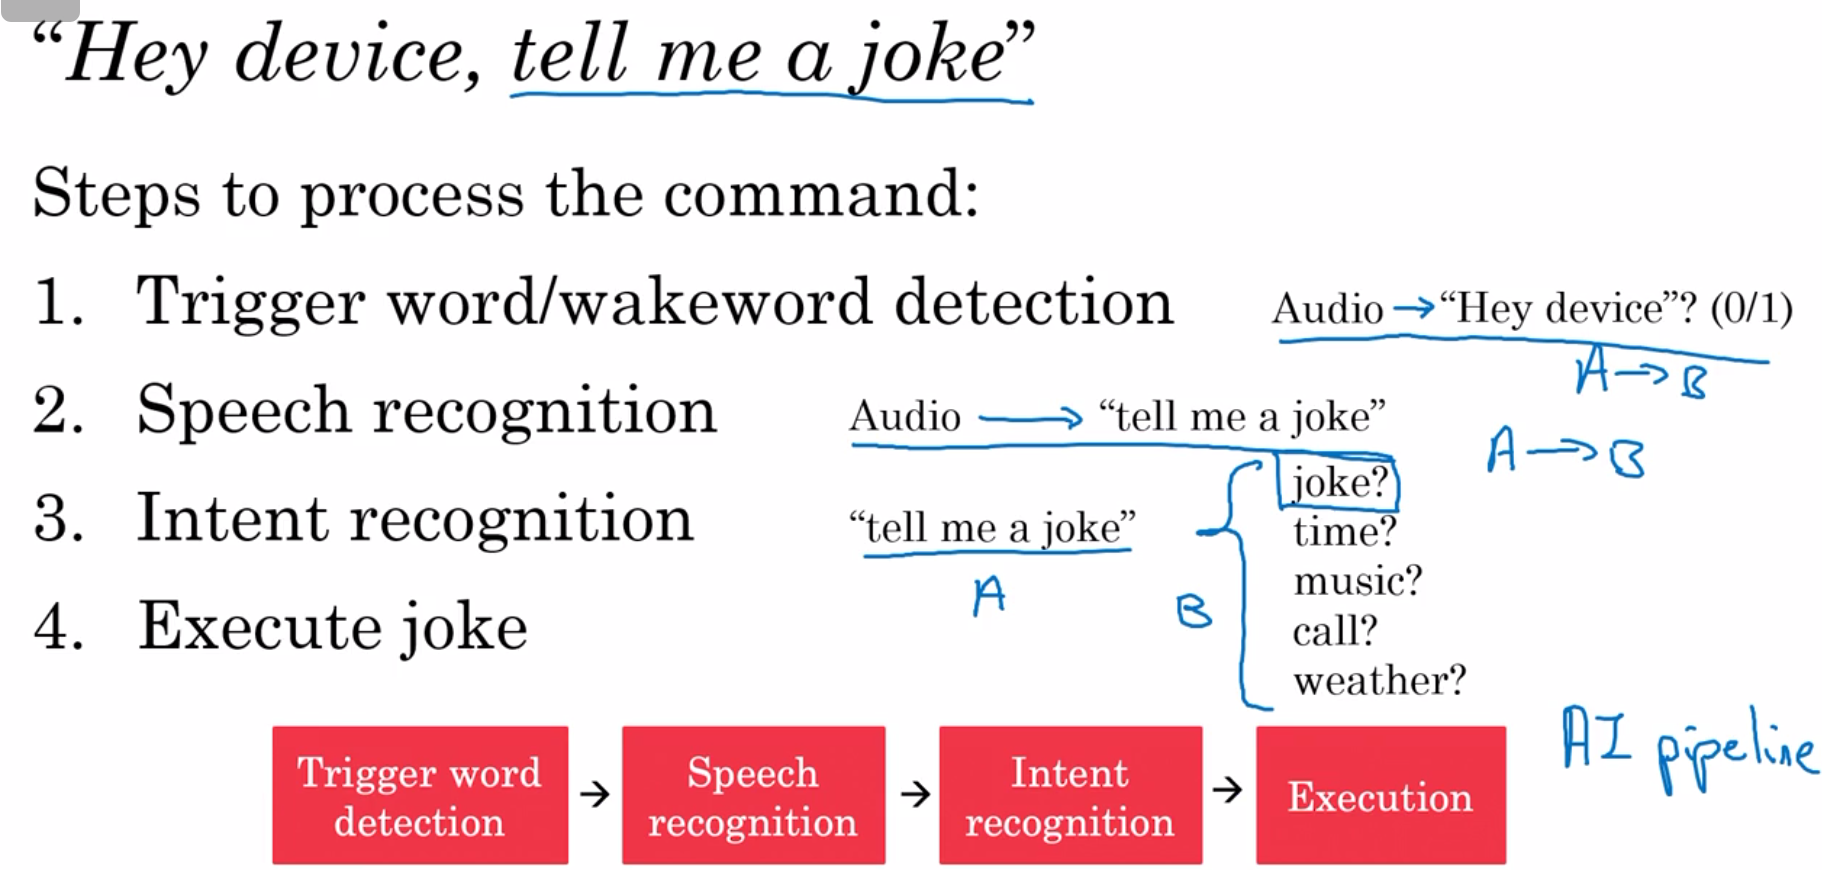 “Hey device, tell me a joke”
Steps to process the command:
1. Trigger word/wakeword detection
Audio → “Hey device”? (0/1)
A → B
2. Speech recognition
Audio → “tell me a joke”
A → B
3. Intent recognition
“tell me a joke”
A
B
joke?
time?
music?
call?
weather?
4. Execute joke
Trigger word
detection
→
Speech
recognition
→
Intent
recognition
→
Execution
AI pipeline